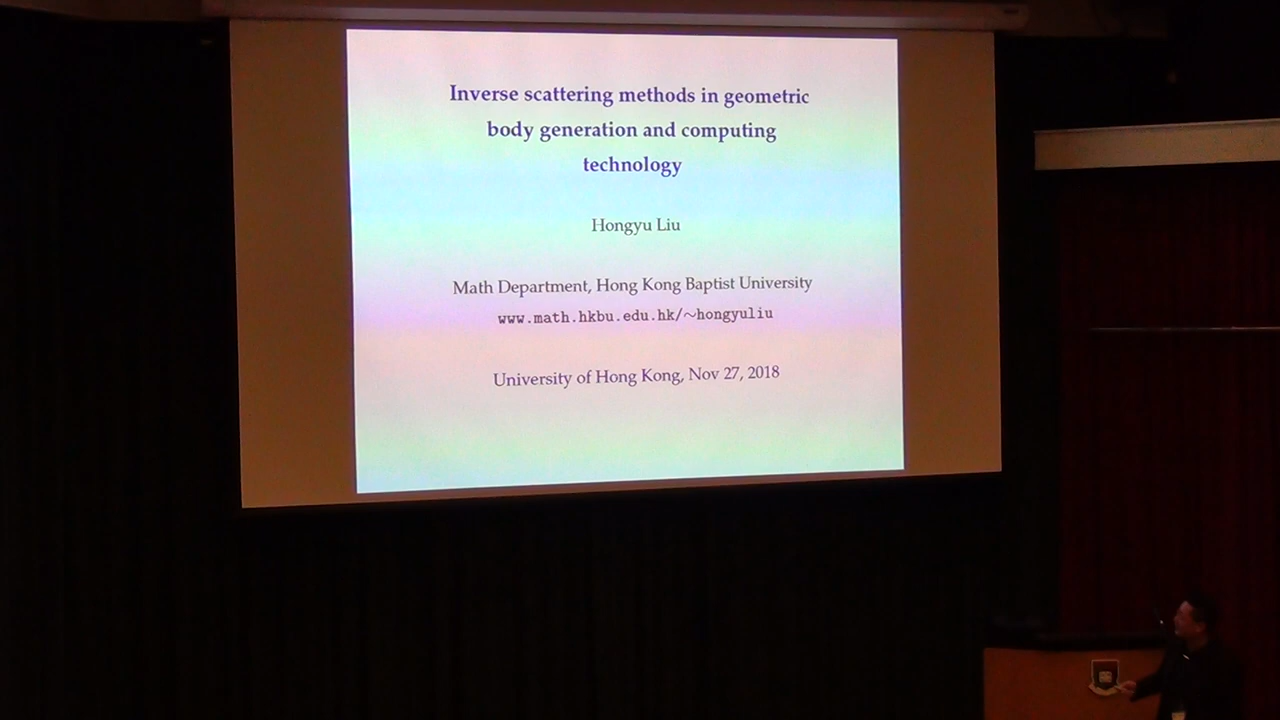 Inverse scattering methods in geometric
body generation and computing
technology
Hongyu Liu
Math Department, Hong Kong Baptist University
www.math.hkbu.edu.hk/~hongyuliu
University of Hong Kong, Nov 27, 2018